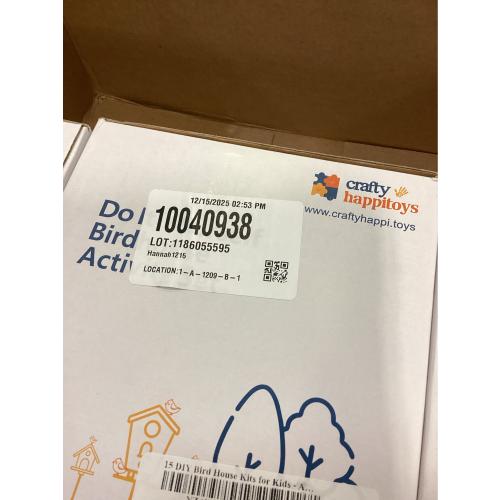 crafty
happitoys
www.craftyhappi.toys
12/15/2025 02:53 PM
10040938
LOT:1186055595
Hannah1215
LOCATION:1-A-1209-B-1
Do
Bird
Acti
15 DIY Bird House Kits for Kids - A...